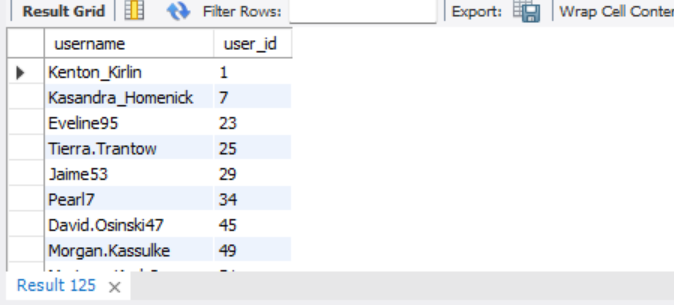 Result Grid Filter Rows: Export: Wrap Cell Conten
username user_id
Kenton_Kirlin 1
Kasandra_Homenick 7
Eveline95 23
Tierra.Trantow 25
Jaime53 29
Pearl7 34
David.Osinski47 45
Morgan.Kassulke 49
Result 125